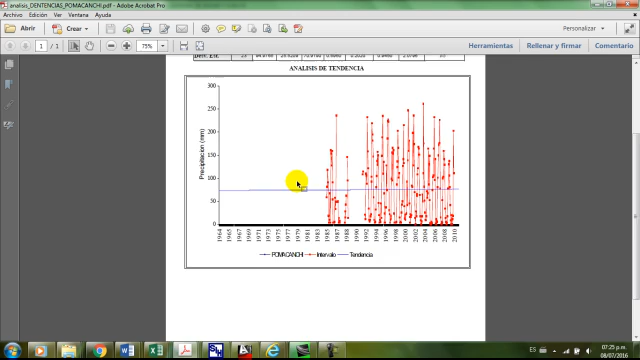 analisis_DENTENCIAS_POMACANCHI.pdf - Adobe Acrobat Pro
Archivo Edición Ver Ventana Ayuda
Abrir Crear Personalizar
1 / 1 75% Herramientas Rellenar y firmar Comentario
ANALISIS DE TENDENCIA
Precipitacion (mm)
300
250
200
150
100
50
0
1964 1965 1967 1969 1971 1973 1975 1977 1979 1981 1983 1985 1987 1988 1990 1992 1994 1996 1998 2000 2002 2004 2006 2008 2010
POMACANCHI Intervalo Tendencia
ES 07:25 p.m.
08/07/2016